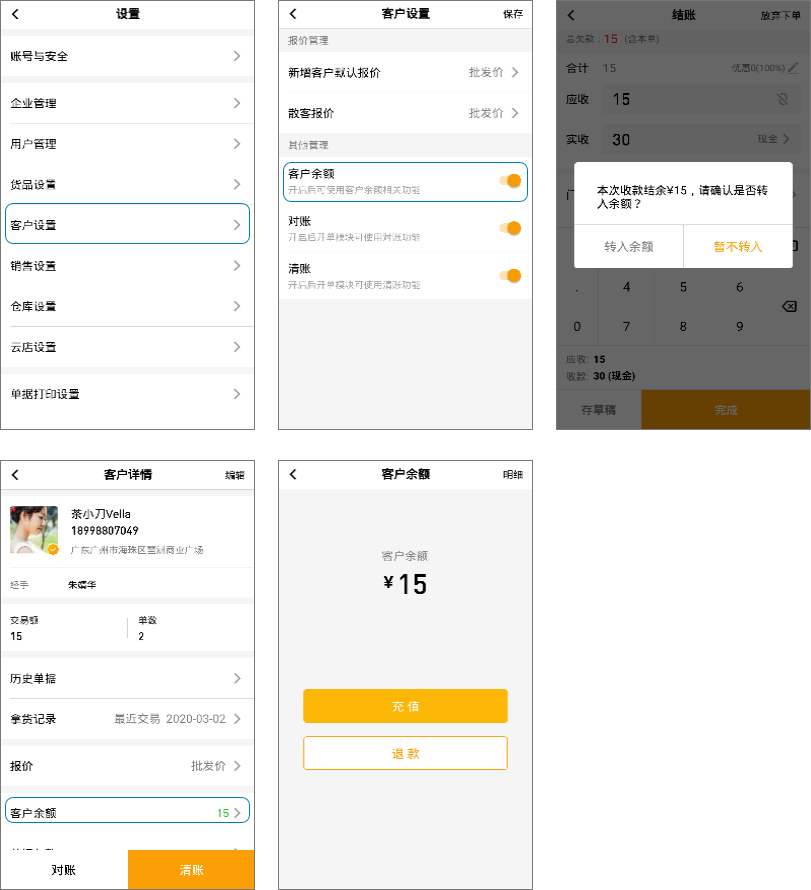 设置
账号与安全
企业管理
用户管理
货品设置
客户设置
销售设置
仓库设置
云店设置
单据打印设置
客户设置
保存
报价管理
新增客户默认报价
批发价
散客报价
批发价
其他管理
客户余额
开启后可使用客户余额相关功能
对账
开启后开单模块可使用对账功能
清账
开启后开单模块可使用清账功能
结账
放弃下单
总欠款：15 (含本单)
合计 15
优惠0(100%)
应收 15
实收 30
现金
本次收款结余¥15，请确认是否转
入余额？
转入余额
暂不转入
. 4 5 6
0 7 8 9
应收: 15
收款: 30 (现金)
存草稿
完成
客户详情
编辑
茶小刀Vella
18998807049
广东广州市海珠区琶洲商业广场
经手 朱嬉华
交易额
15
单数
2
历史单据
拿货记录
最近交易 2020-03-02
报价
批发价
客户余额
15
对账
清账
客户余额
明细
客户余额
¥15
充值
退款